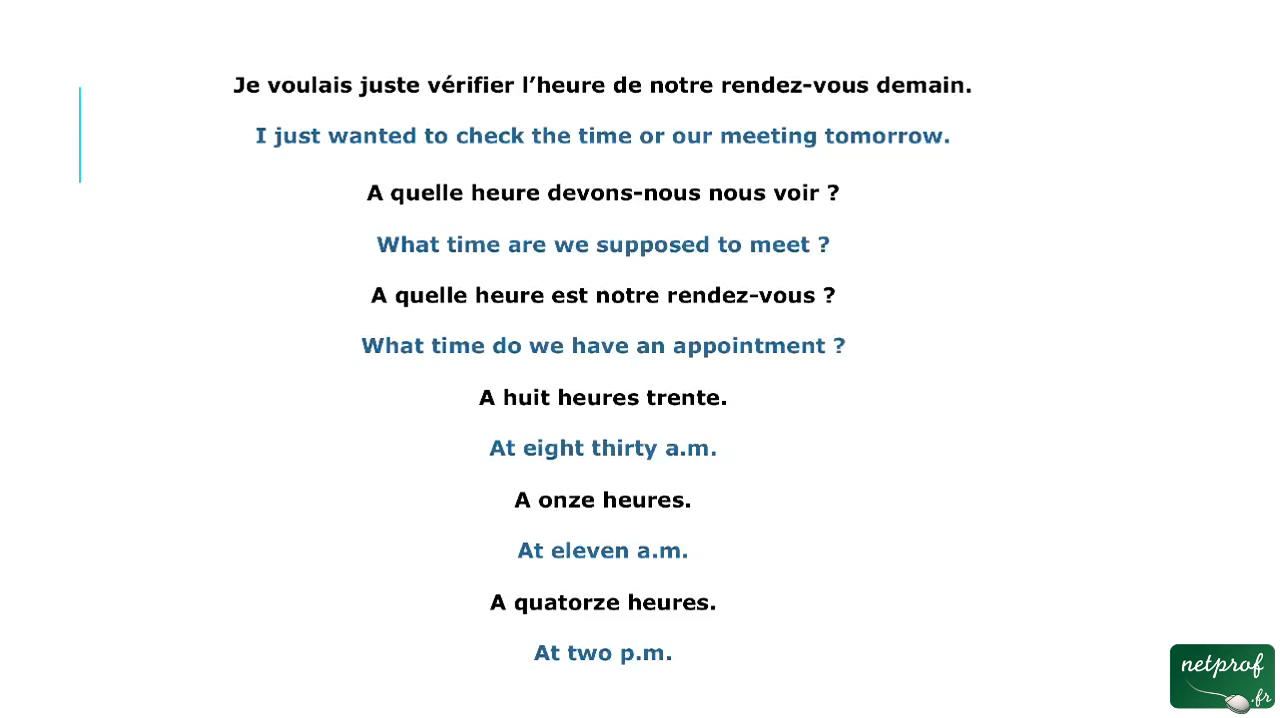 Je voulais juste vérifier l’heure de notre rendez-vous demain.
I just wanted to check the time or our meeting tomorrow.
A quelle heure devons-nous nous voir ?
What time are we supposed to meet ?
A quelle heure est notre rendez-vous ?
What time do we have an appointment ?
A huit heures trente.
At eight thirty a.m.
A onze heures.
At eleven a.m.
A quatorze heures.
At two p.m.
netprof
.fr